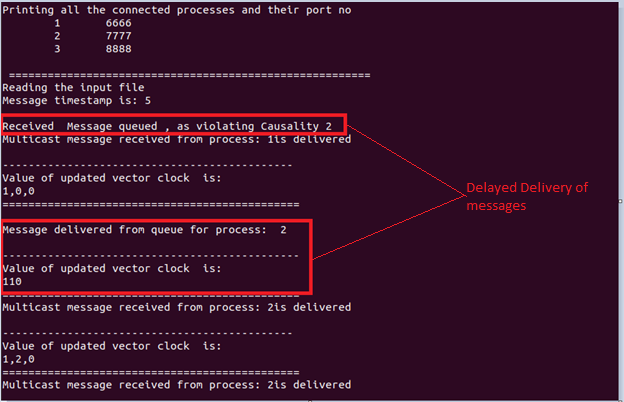 Printing all the connected processes and their port no
1 6666
2 7777
3 8888
=======================================================
Reading the input file
Message timestamp is: 5
Received  Message queued , as violating Causality 2
Multicast message received from process: 1is delivered
--------------------------------------------
Value of updated vector clock  is:
1,0,0
=============================================
Message delivered from queue for process:  2
---------------------------------------------
Value of updated vector clock  is:
110
=============================================
Multicast message received from process: 2is delivered
--------------------------------------------
Value of updated vector clock  is:
1,2,0
=============================================
Multicast message received from process: 2is delivered
Delayed Delivery of
messages